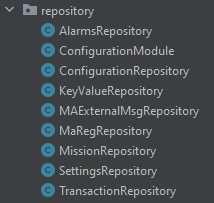 repository
AlarmsRepository
ConfigurationModule
ConfigurationRepository
KeyValueRepository
MAExternalMsgRepository
MaRegRepository
MissionRepository
SettingsRepository
TransactionRepository